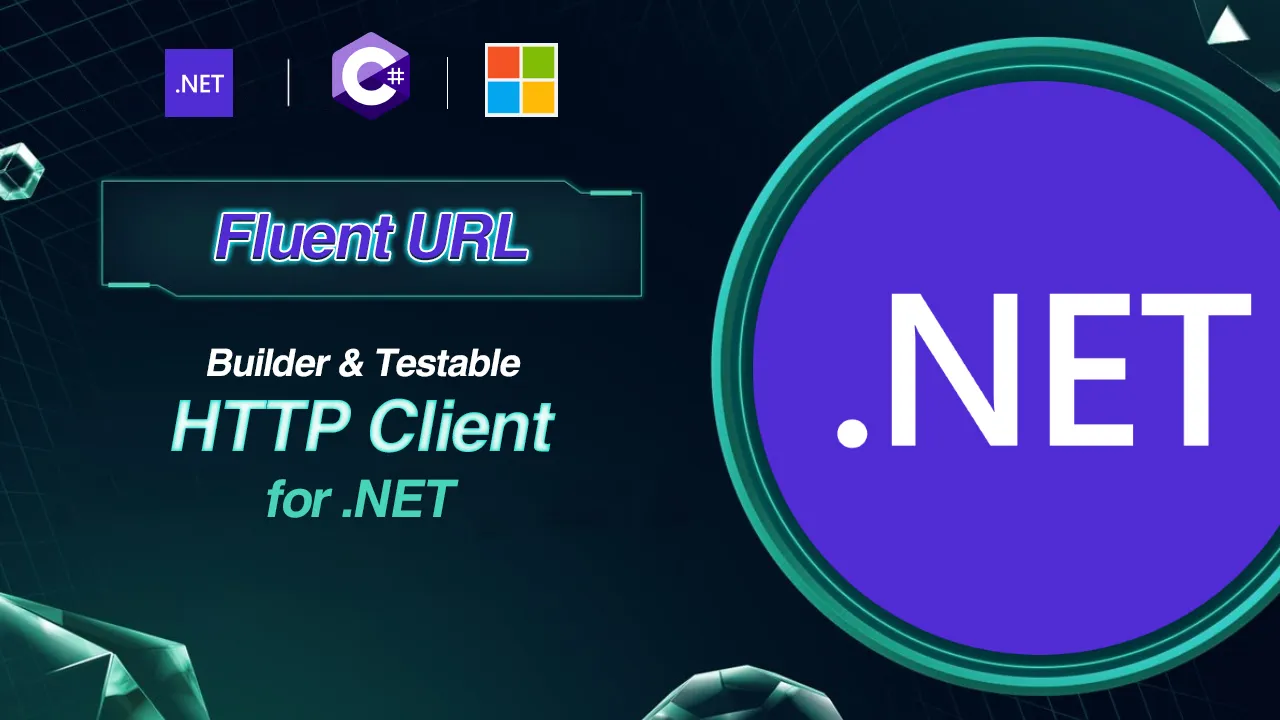 .NET
C#
Fluent URL
Builder & Testable
HTTP Client
for .NET
.NET